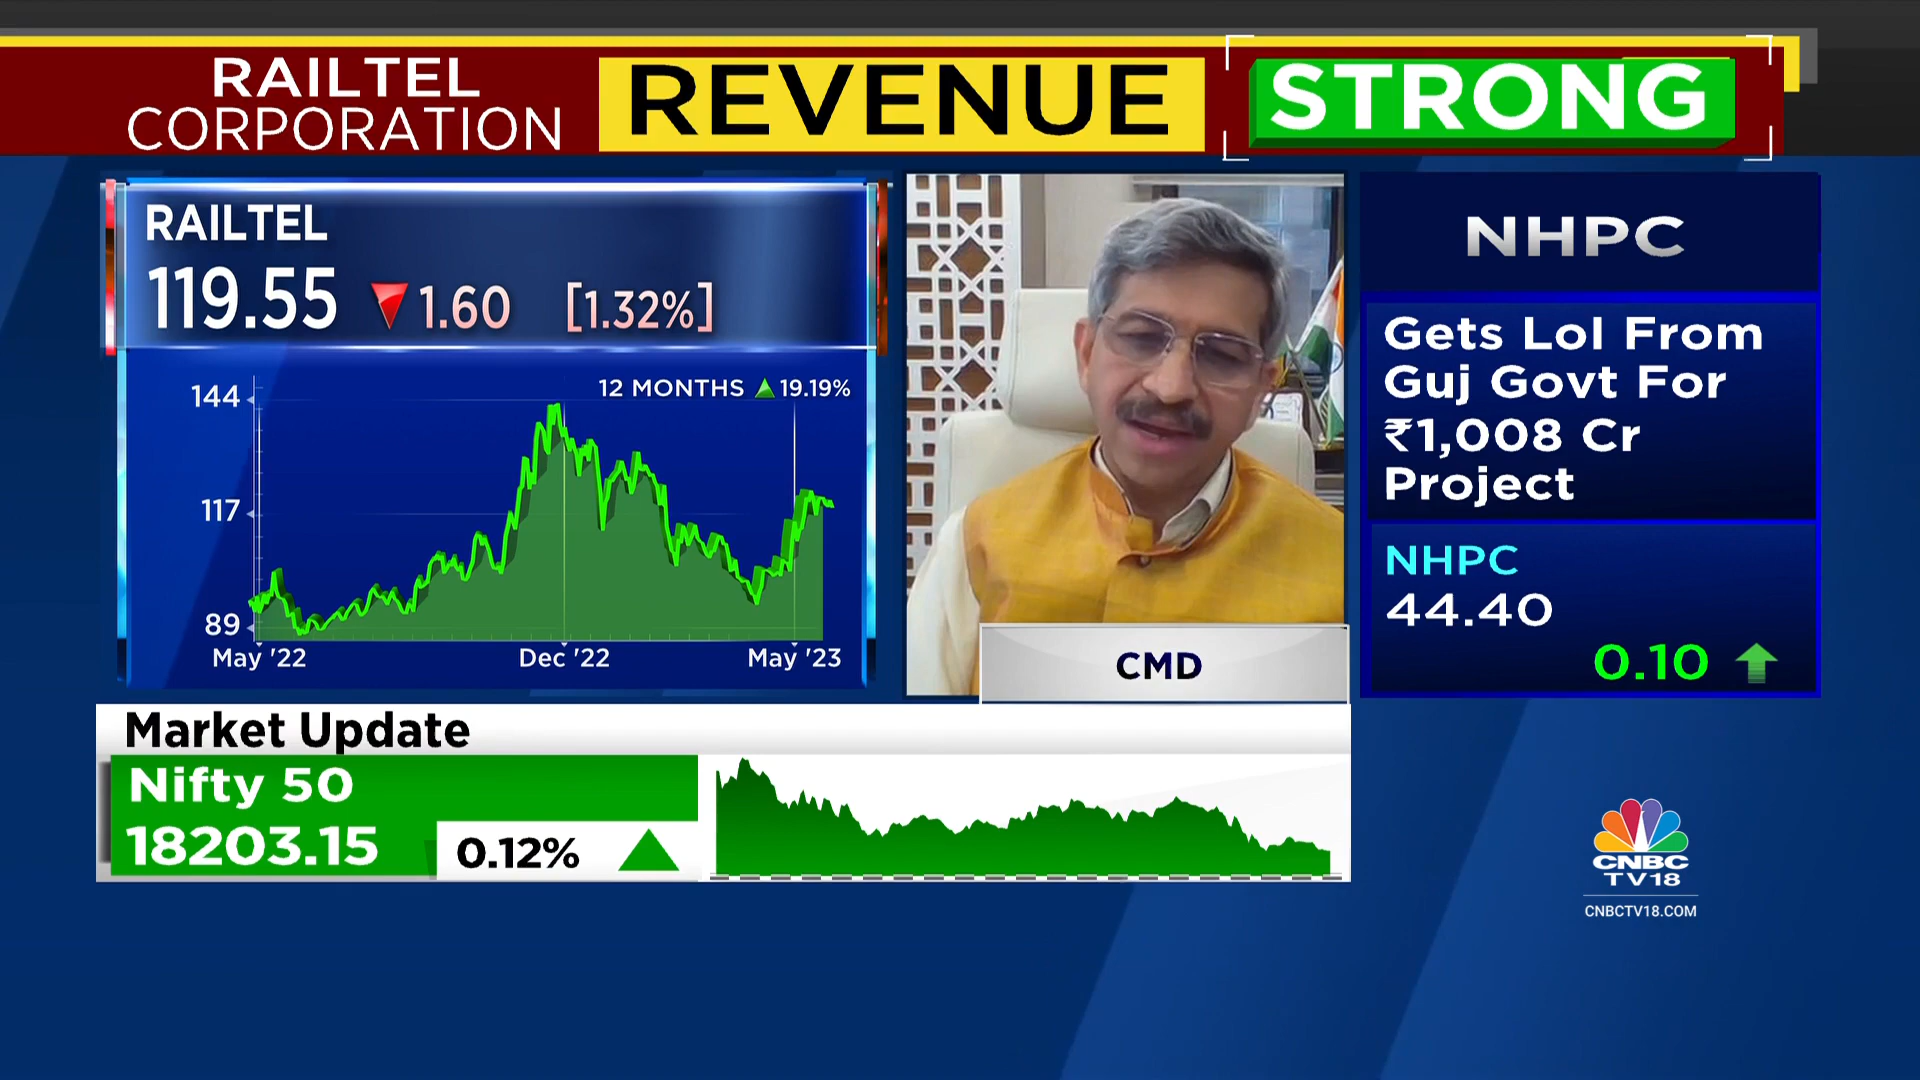 RAILTEL
CORPORATION
REVENUE
STRONG
RAILTEL
119.55 ▼ 1.60 [1.32%]
12 MONTHS ▲ 19.19%
144
117
89
May '22 Dec '22 May '23
CMD
NHPC
Gets LoI From
Guj Govt For
₹1,008 Cr
Project
NHPC
44.40
0.10
Market Update
Nifty 50
18203.15
0.12%
CNBC
TV18
CNBCTV18.COM